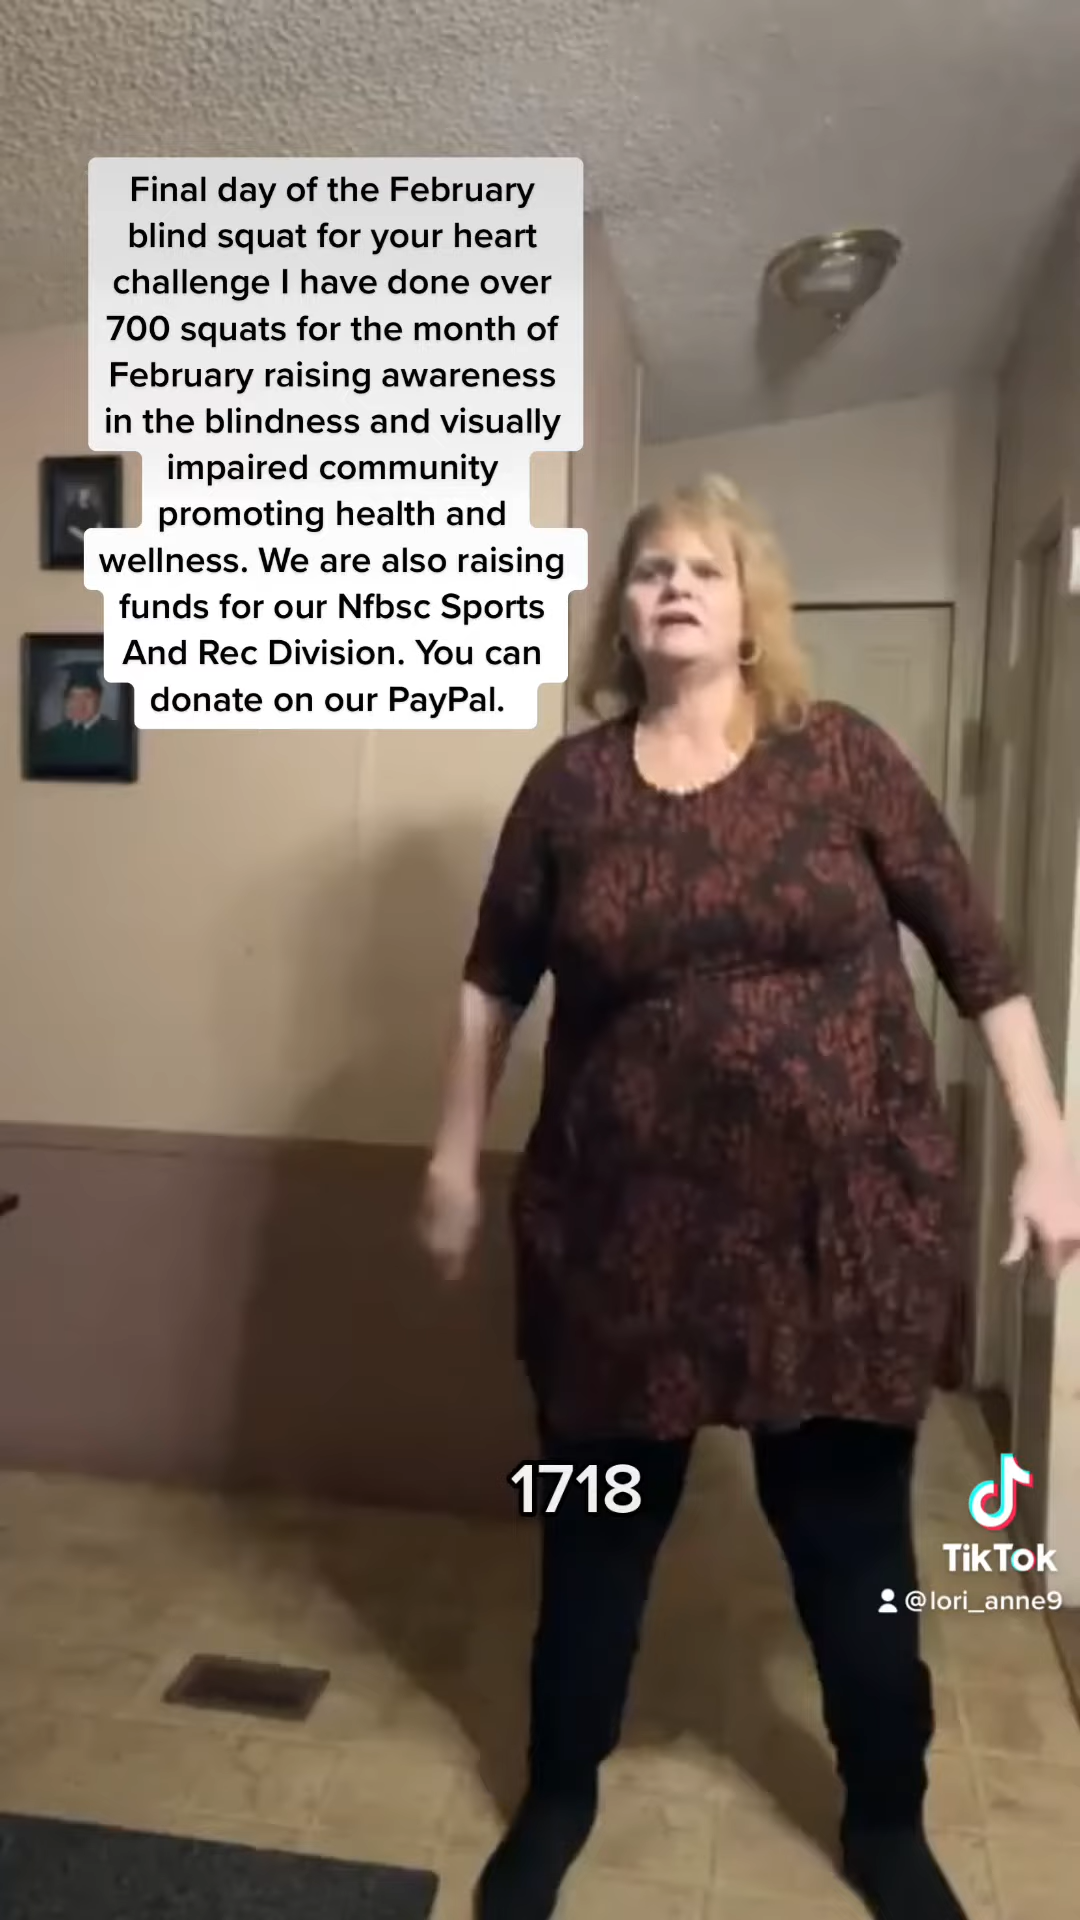 Final day of the February
blind squat for your heart
challenge I have done over
700 squats for the month of
February raising awareness
in the blindness and visually
impaired community
promoting health and
wellness. We are also raising
funds for our Nfbsc Sports
And Rec Division. You can
donate on our PayPal.
1718
TikTok
@lori_anne9